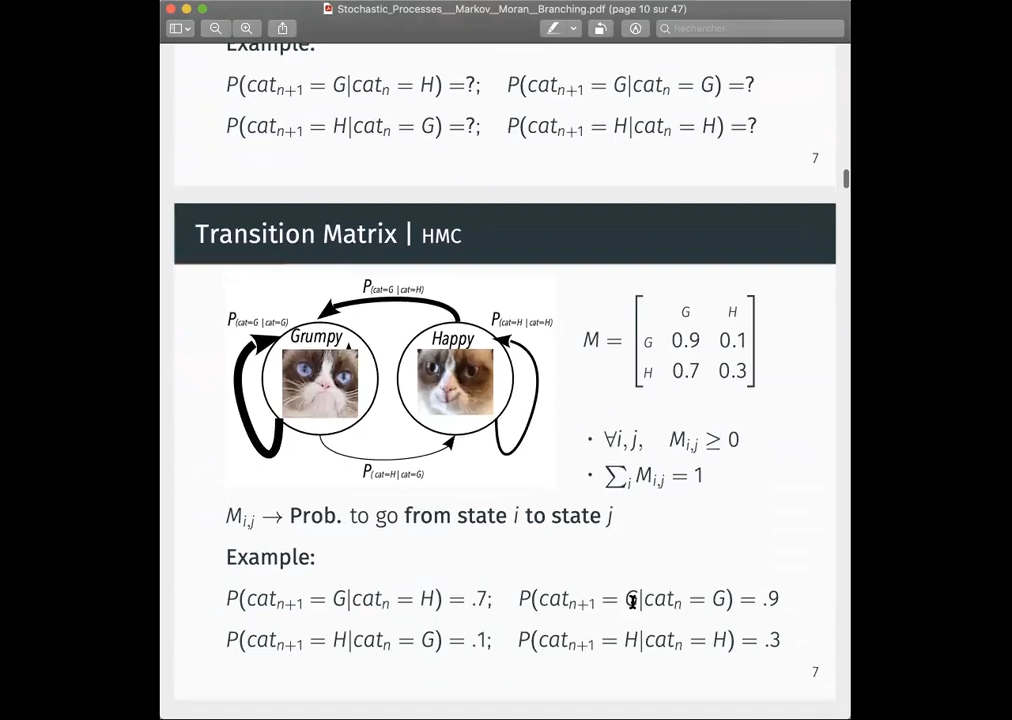 Stochastic_Processes___Markov__Moran__Branching.pdf (page 10 sur 47)
Rechercher
Example:
P(catₙ₊₁ = G|catₙ = H) =?; P(catₙ₊₁ = G|catₙ = G) =?
P(catₙ₊₁ = H|catₙ = G) =?; P(catₙ₊₁ = H|catₙ = H) =?
7
Transition Matrix | HMC
P(cat=G |cat=H)
P(cat=G |cat=G)
P(cat=H |cat=H)
Grumpy
Happy
P(cat=H |cat=G)
G H
M = G 0.9 0.1
H 0.7 0.3
• ∀i, j, Mi,j ≥ 0
• ∑i Mi,j = 1
Mi,j → Prob. to go from state i to state j
Example:
P(catₙ₊₁ = G|catₙ = H) = .7; P(catₙ₊₁ = G|catₙ = G) = .9
P(catₙ₊₁ = H|catₙ = G) = .1; P(catₙ₊₁ = H|catₙ = H) = .3
7